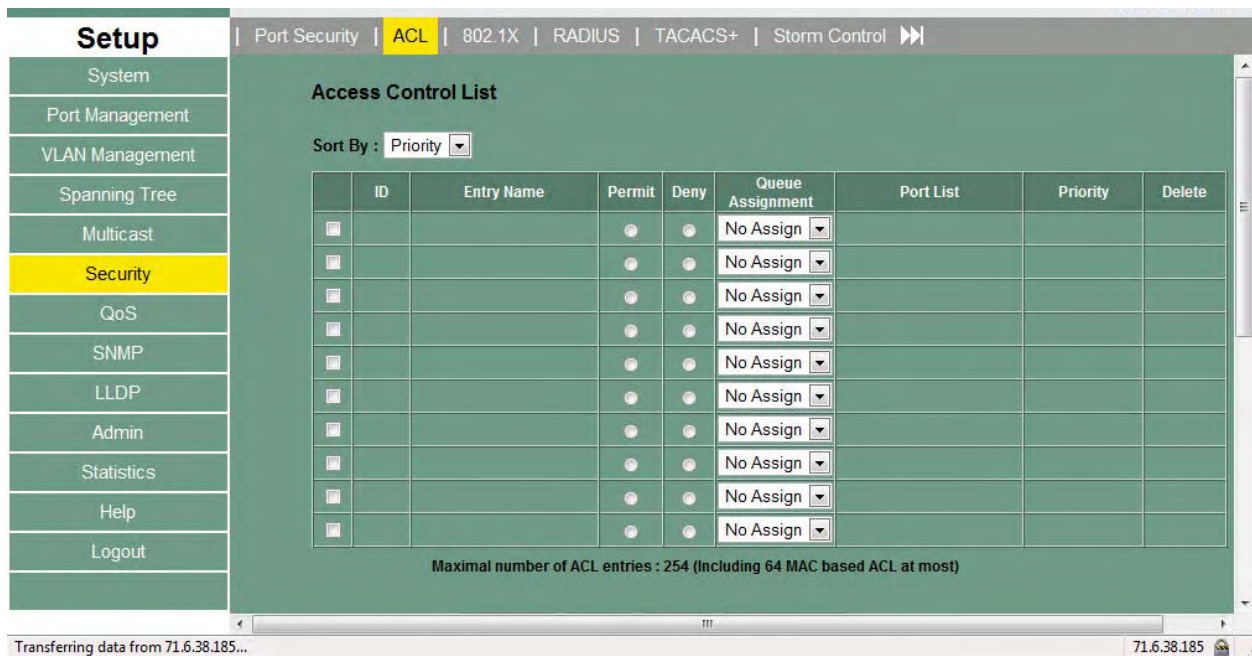 Setup
| Port Security | ACL | 802.1X | RADIUS | TACACS+ | Storm Control
System
Port Management
VLAN Management
Spanning Tree
Multicast
Security
QoS
SNMP
LLDP
Admin
Statistics
Help
Logout
Access Control List
Sort By : Priority
ID Entry Name Permit Deny Queue Assignment Port List Priority Delete
No Assign
No Assign
No Assign
No Assign
No Assign
No Assign
No Assign
No Assign
No Assign
No Assign
Maximal number of ACL entries : 254 (Including 64 MAC based ACL at most)
Transferring data from 71.6.38.185... 71.6.38.185